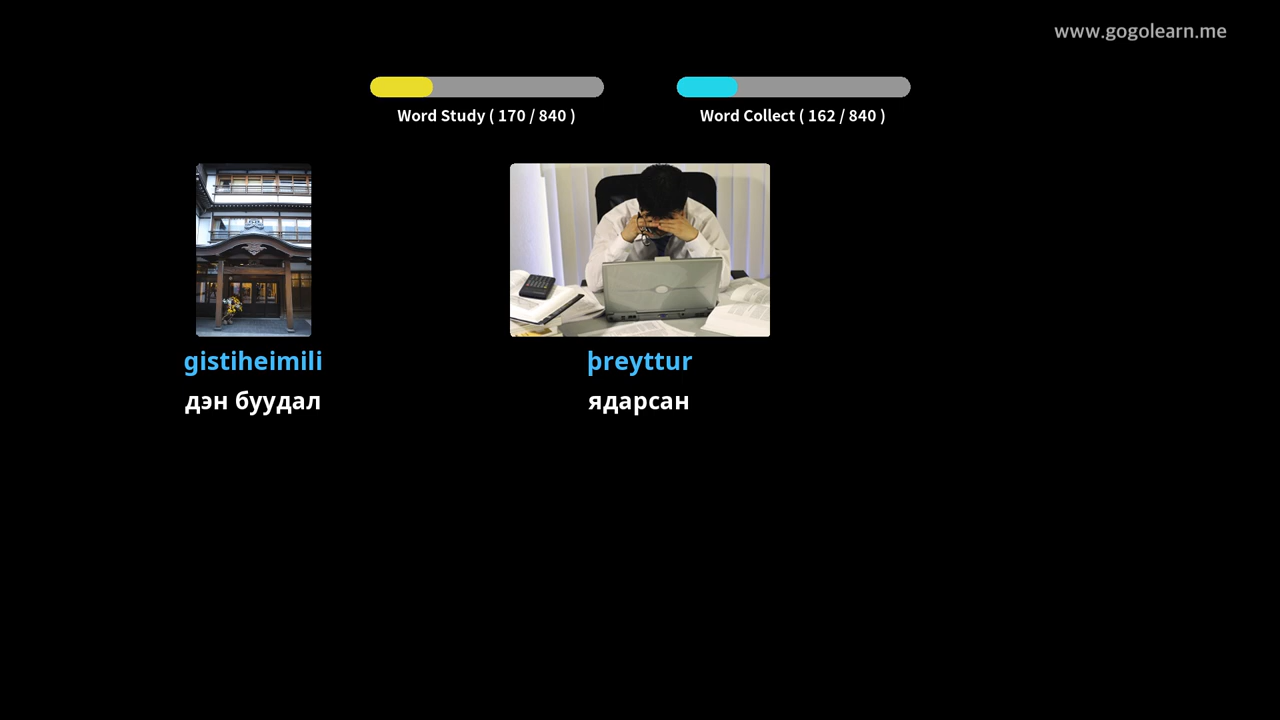 www.gogolearn.me
Word Study ( 170 / 840 )
Word Collect ( 162 / 840 )
gistiheimili
дэн буудал
þreyttur
ядарсан